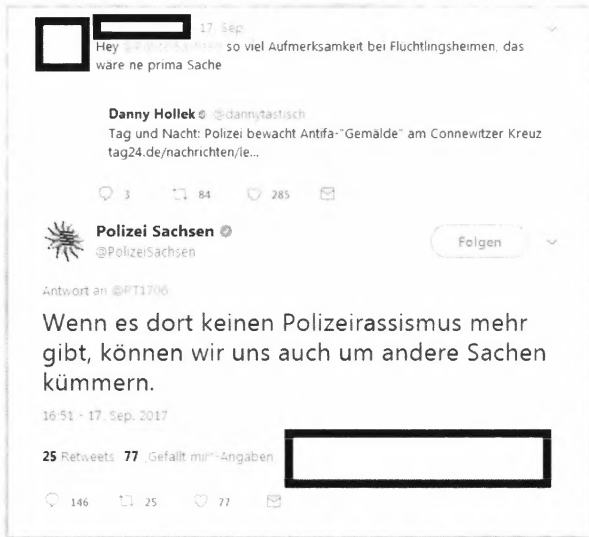 17. Sep
Hey @PolizeiSachsen so viel Aufmerksamkeit bei Flüchtlingsheimen, das
wäre ne prima Sache
Danny Hollek @dannytastisch
Tag und Nacht: Polizei bewacht Antifa-"Gemälde" am Connewitzer Kreuz
tag24.de/nachrichten/le...
3 84 285
Polizei Sachsen
@PolizeiSachsen
Folgen
Antwort an @PT1706
Wenn es dort keinen Polizeirassismus mehr
gibt, können wir uns auch um andere Sachen
kümmern.
16:51 - 17. Sep. 2017
25 Retweets 77 „Gefällt mir“-Angaben
146 25 77